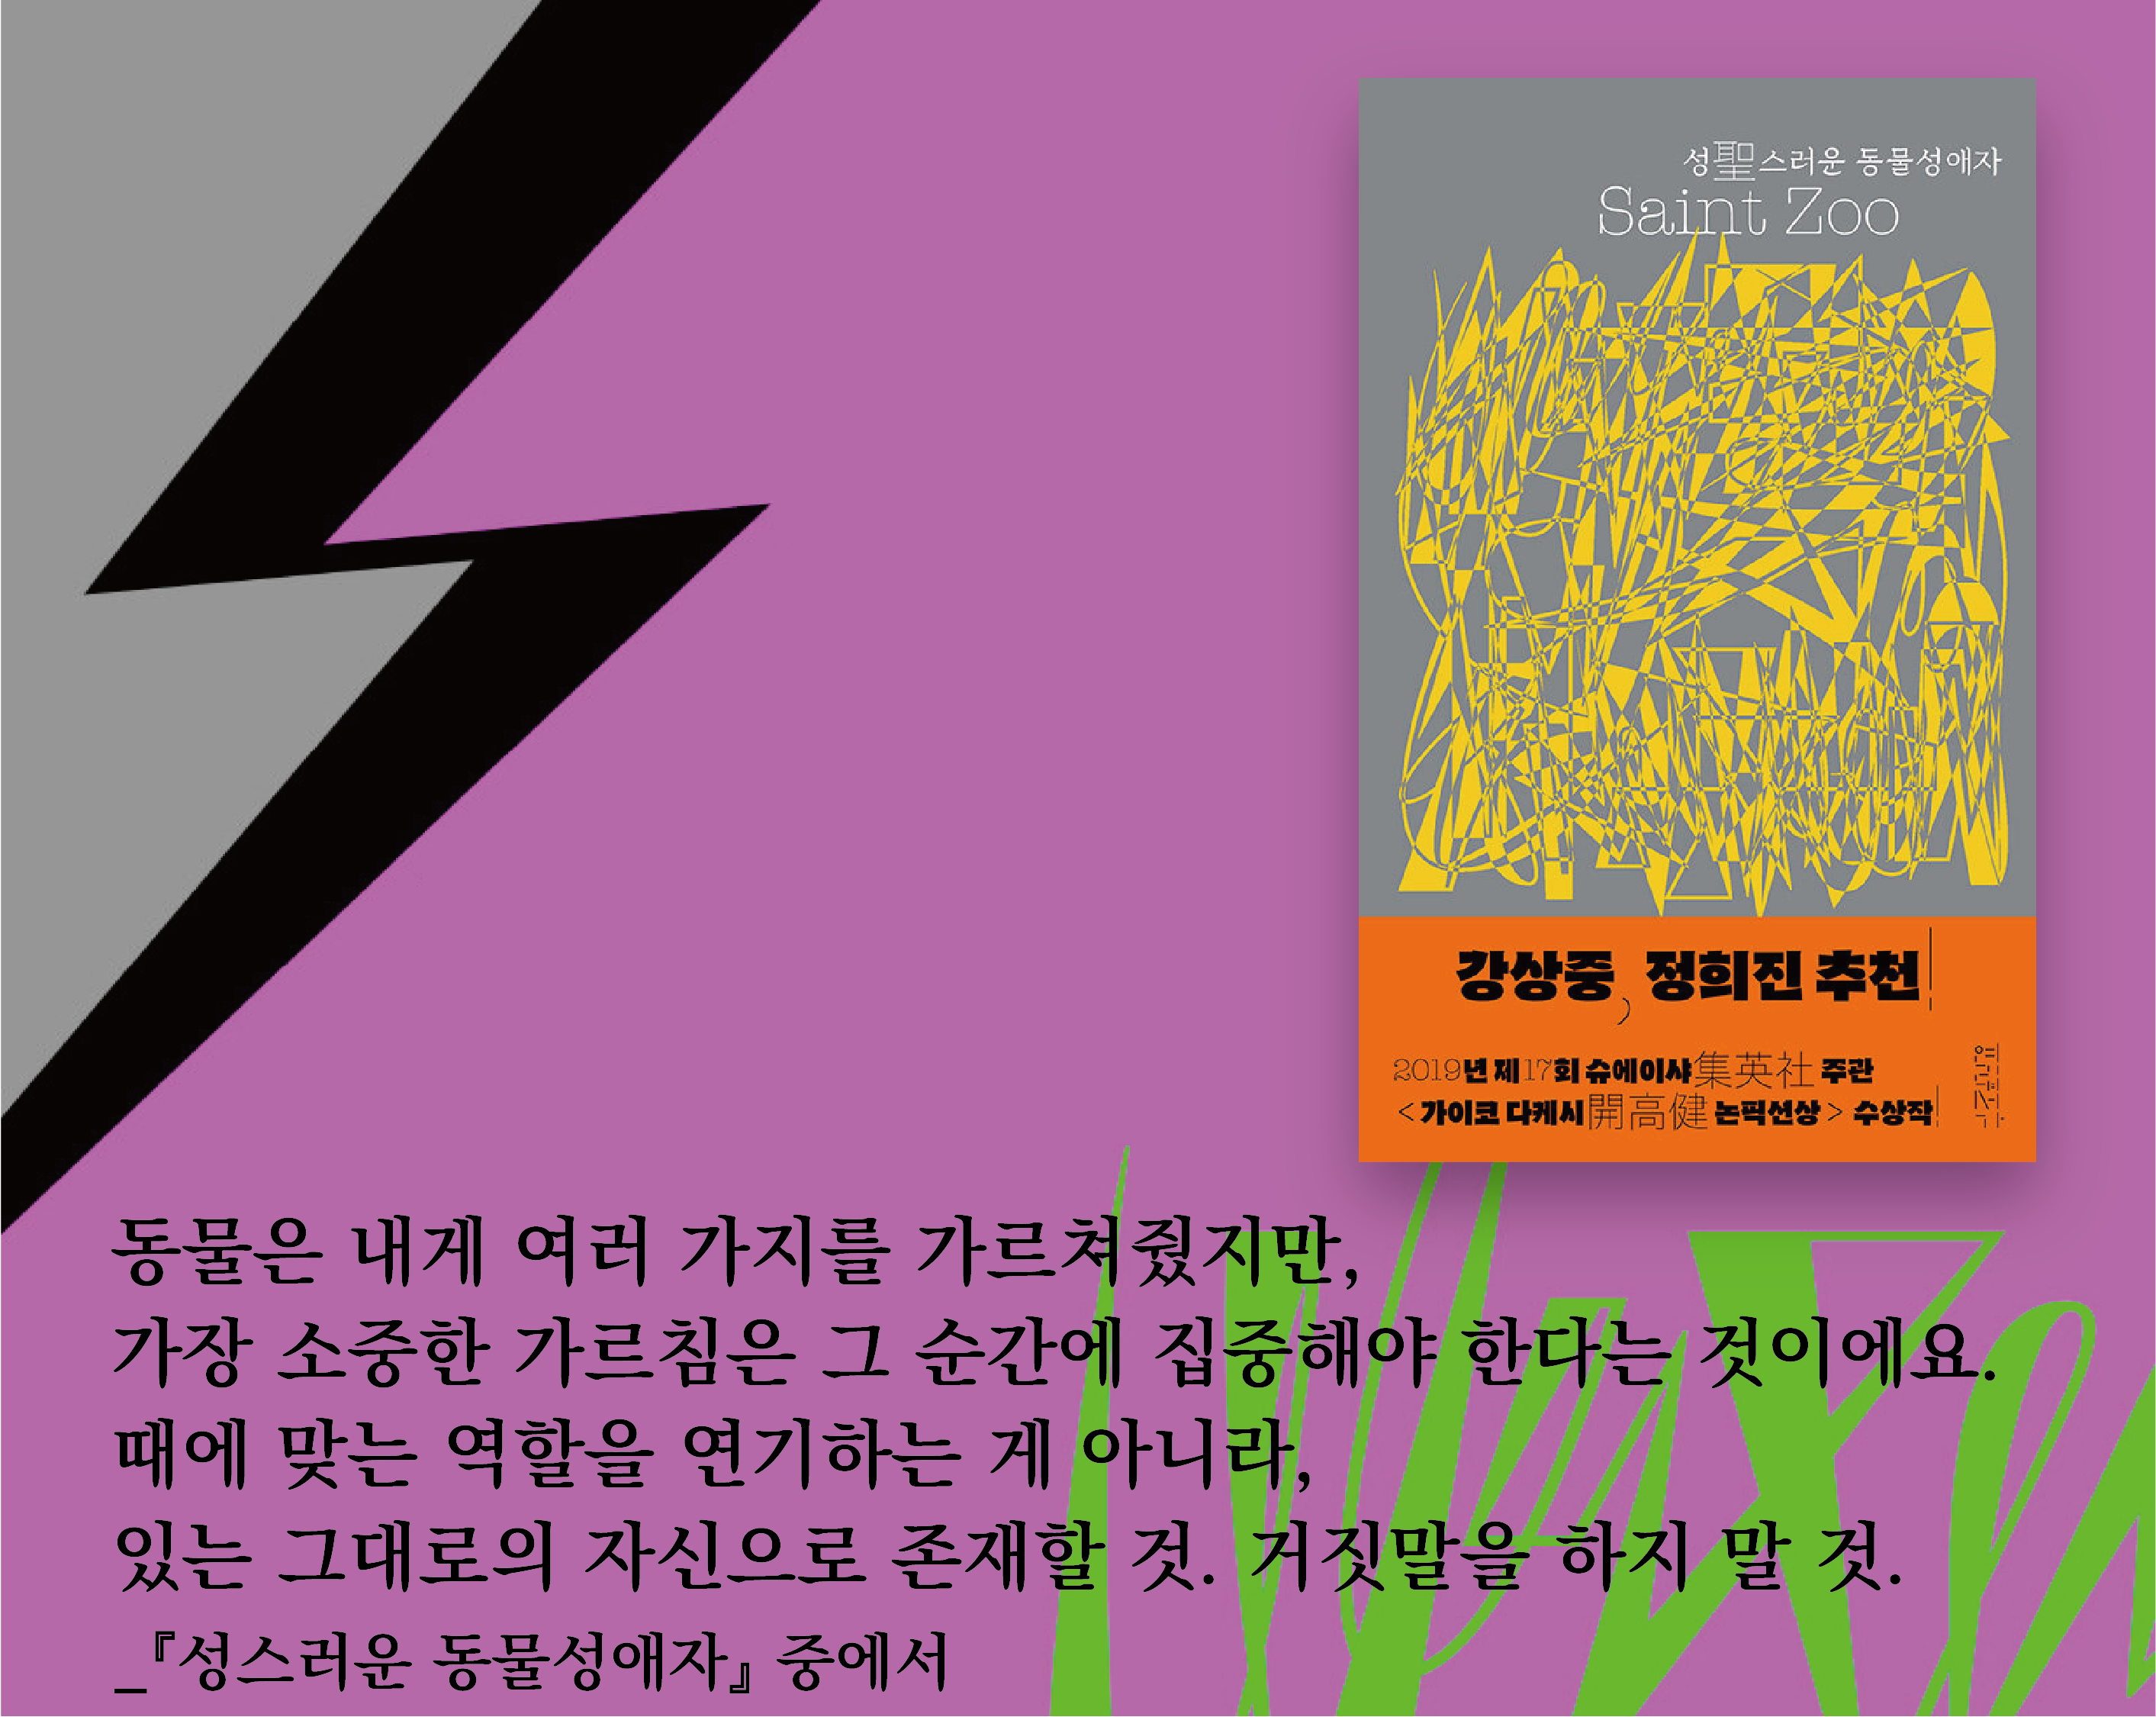 성聖스러운 동물성애자
Saint Zoo
강상중, 정희진 추천
2019년 제17회 슈에이샤集英社 주관
<가이코 다케시開高健 논픽션상> 수상작
동물은 내게 여러 가지를 가르쳐줬지만,
가장 소중한 가르침은 그 순간에 집중해야 한다는 것이에요.
때에 맞는 역할을 연기하는 게 아니다,
있는 그대로의 자신으로 존재할 것. 거짓말을 하지 말 것.
_『성스러운 동물성애자』 중에서